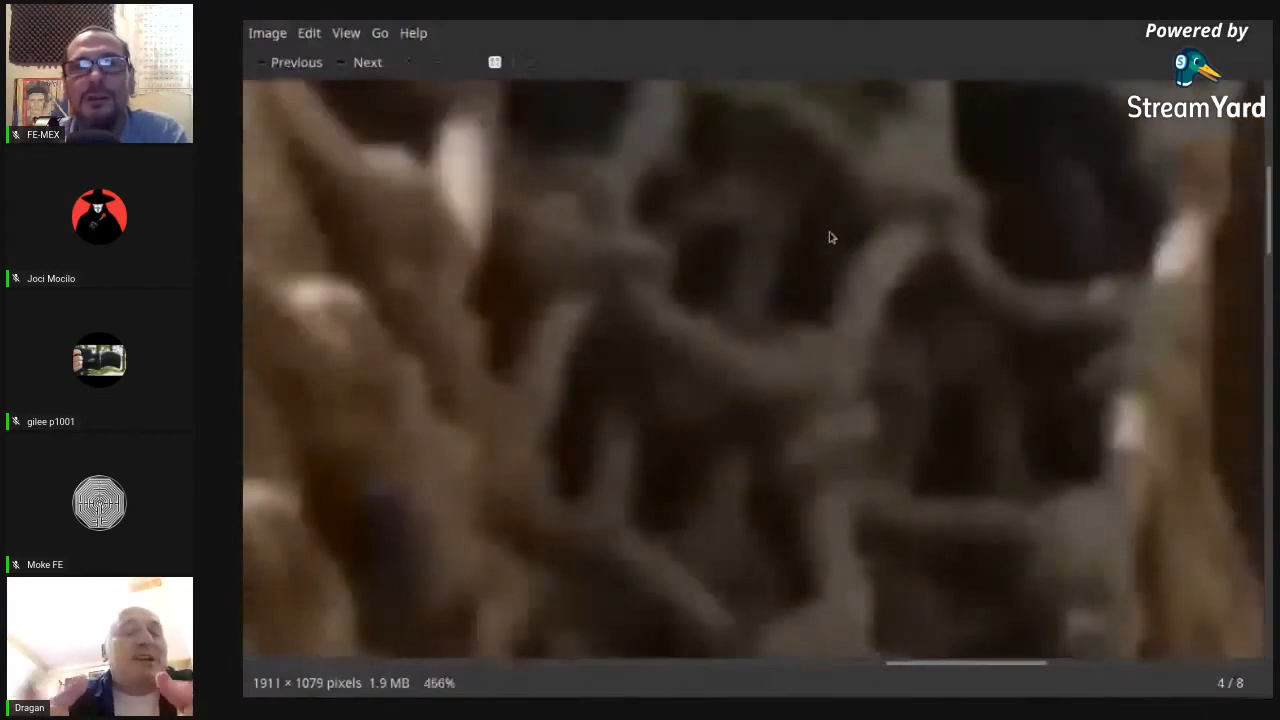 Image Edit View Go Help
Previous Next
Powered by
StreamYard
FE-MEX
Joci Mocilo
gilee p1001
Moke FE
Dragan
1911 × 1079 pixels 1.9 MB 456%
4 / 8